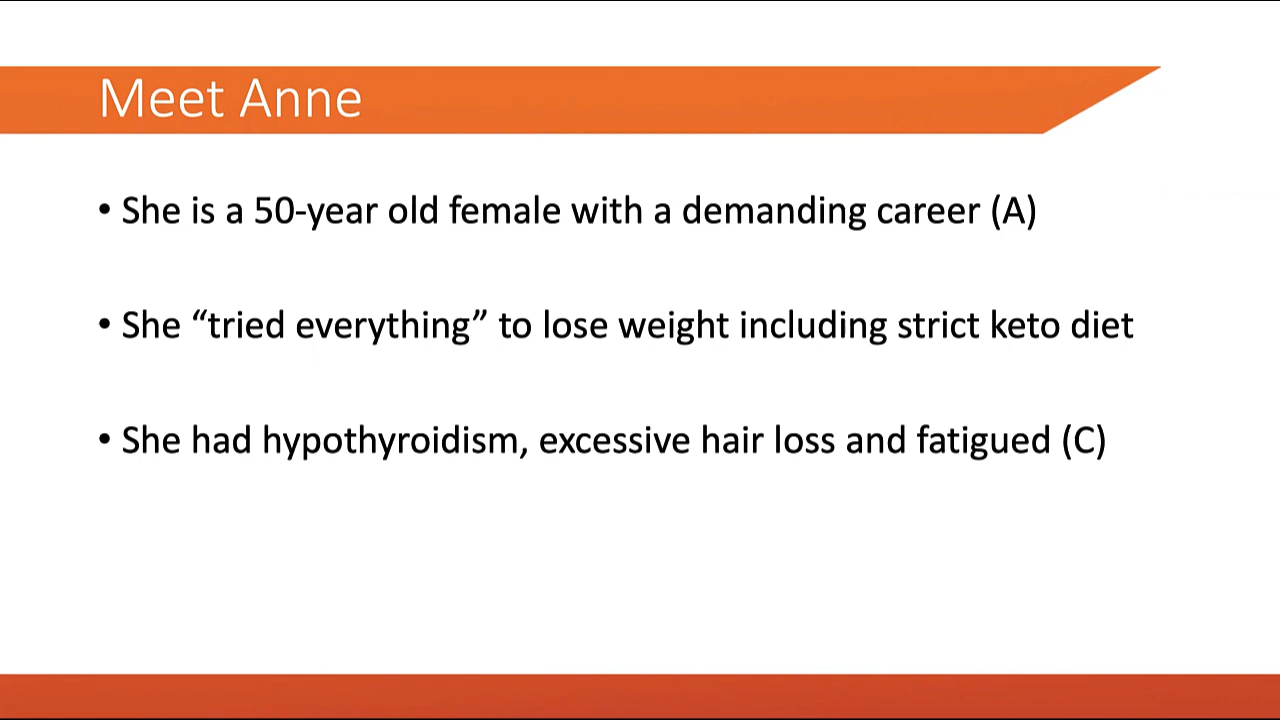 Meet Anne
• She is a 50-year old female with a demanding career (A)
• She “tried everything” to lose weight including strict keto diet
• She had hypothyroidism, excessive hair loss and fatigued (C)